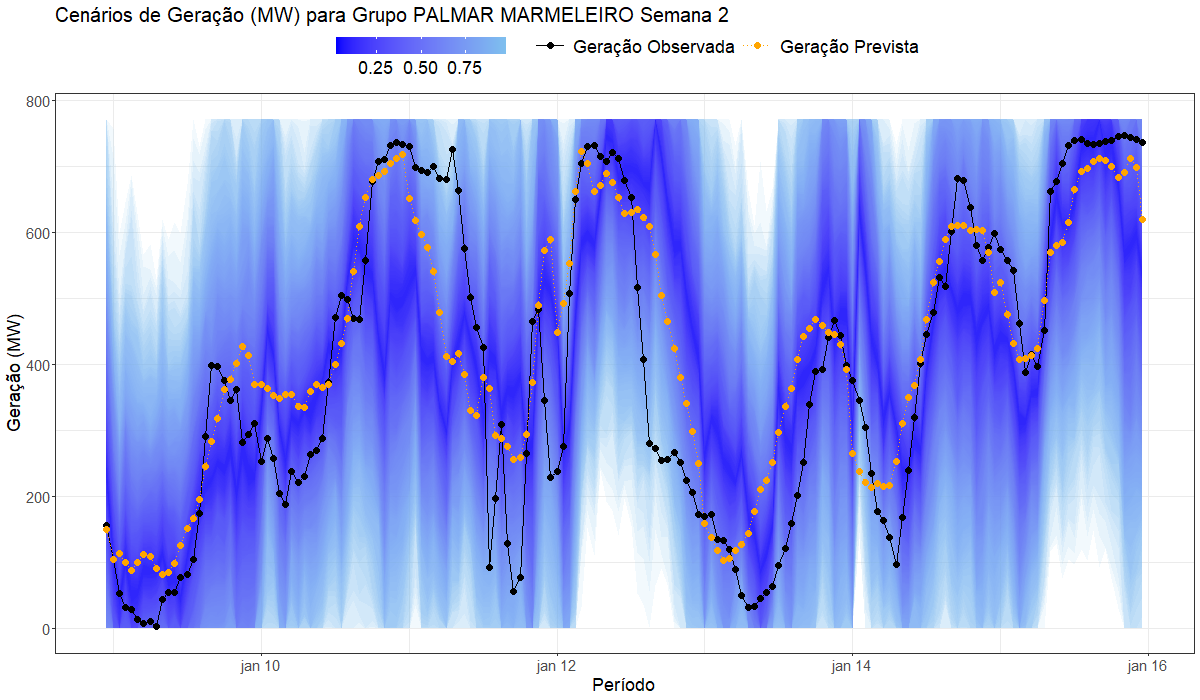 Cenários de Geração (MW) para Grupo PALMAR MARMELEIRO Semana 2
Geração Observada Geração Prevista
0.25 0.50 0.75
800
600
400
200
0
Geração (MW)
jan 10 jan 12 jan 14 jan 16
Período